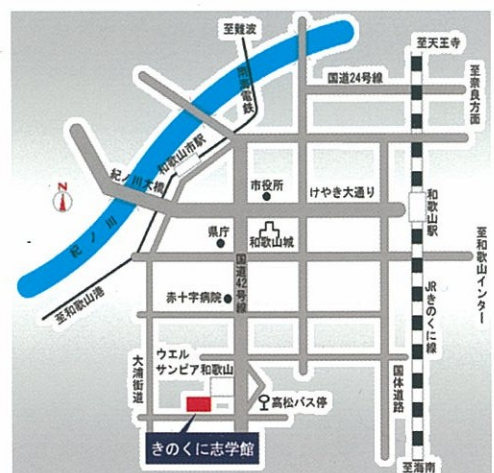 至難波
至天王寺
南海電鉄
国道24号線
至奈良方面
和歌山市駅
紀ノ川大橋
市役所
けやき大通り
N
紀ノ川
県庁
和歌山城
和歌山駅
至和歌山インター
国道42号線
至和歌山港
赤十字病院
JRきのくに線
大浦街道
ウエル
サンピア和歌山
高松バス停
国体道路
きのくに志学館
至海南